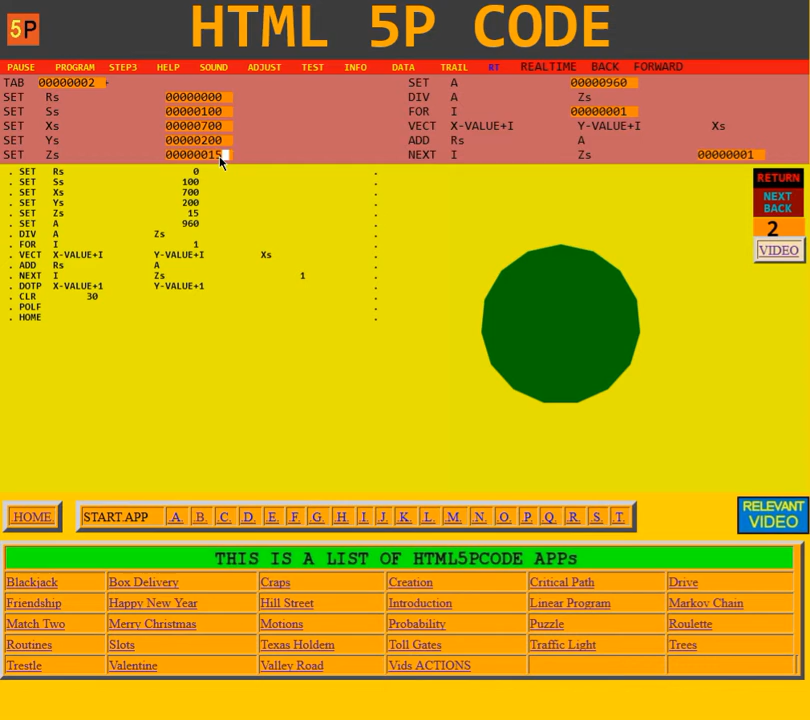 5P HTML 5P CODE
PAUSE PROGRAM STEP3 HELP SOUND ADJUST TEST INFO DATA TRAIL RT REALTIME BACK FORWARD
TAB 00000002 + SET A 00000960
SET Rs 00000000 DIV A Zs
SET Ss 00000100 FOR I 00000001
SET Xs 00000700 VECT X-VALUE+I Y-VALUE+I Xs
SET Ys 00000200 ADD Rs A
SET Zs 00000015 NEXT I Zs 00000001
. SET Rs 0 .
. SET Ss 100 .
. SET Xs 700 .
. SET Ys 200 .
. SET Zs 15 .
. SET A 960 .
. DIV A Zs .
. FOR I 1 .
. VECT X-VALUE+I Y-VALUE+I Xs .
. ADD Rs A .
. NEXT I Zs 1 .
. DOTP X-VALUE+1 Y-VALUE+1 .
. CLR 30 .
. POLF .
. HOME .
RETURN
NEXT
BACK
2
VIDEO
.HOME. START.APP .A. .B. .C. .D. .E. .F. .G. .H. .I. .J. .K. .L. .M. .N. .O. .P. .Q. .R. .S. .T.
RELEVANT
VIDEO
THIS IS A LIST OF HTML5PCODE APPs
Blackjack Box Delivery Craps Creation Critical Path Drive
Friendship Happy New Year Hill Street Introduction Linear Program Markov Chain
Match Two Merry Christmas Motions Probability Puzzle Roulette
Routines Slots Texas Holdem Toll Gates Traffic Light Trees
Trestle Valentine Valley Road Vids ACTIONS